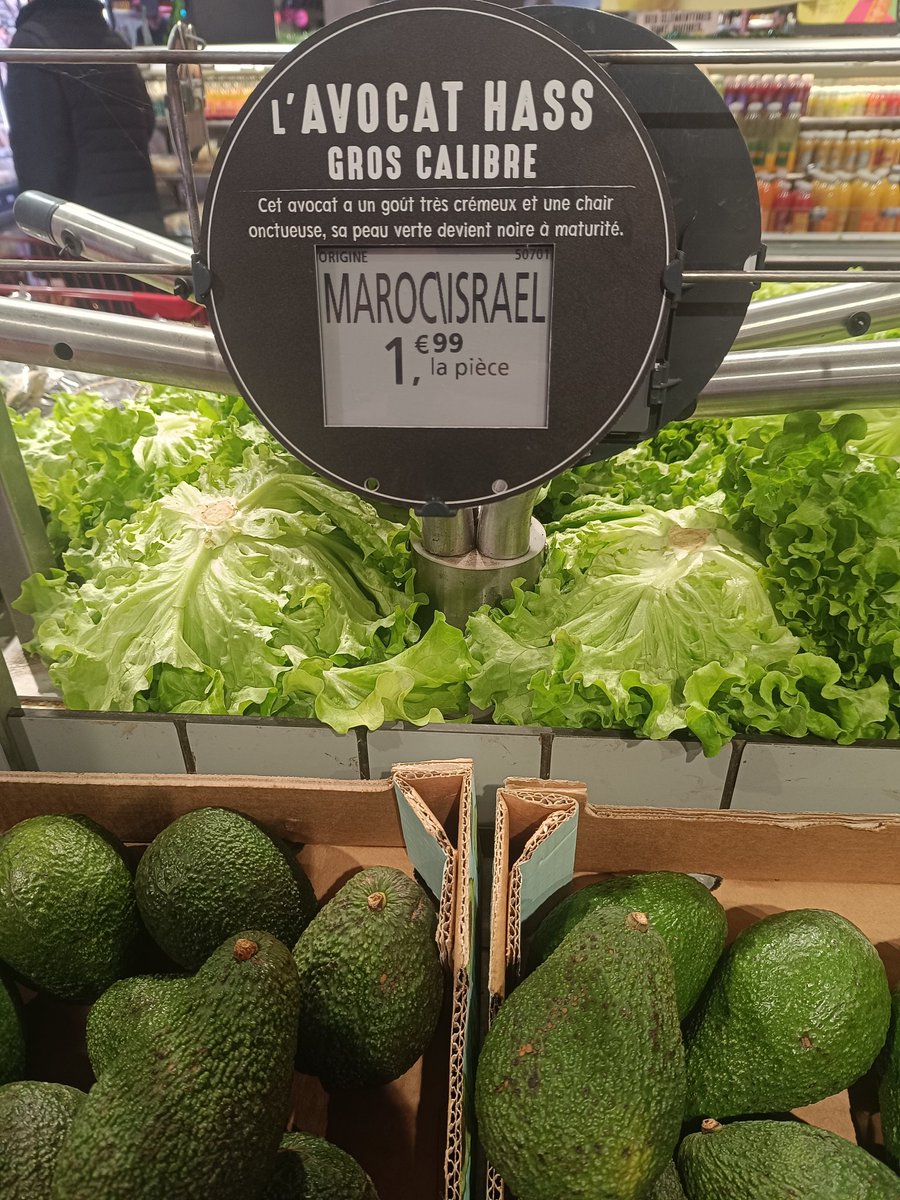 L'AVOCAT HASS
GROS CALIBRE
Cet avocat a un goût très crémeux et une chair
onctueuse, sa peau verte devient noire à maturité.
ORIGINE 50701
MAROC\ISRAEL
1,€99 la pièce